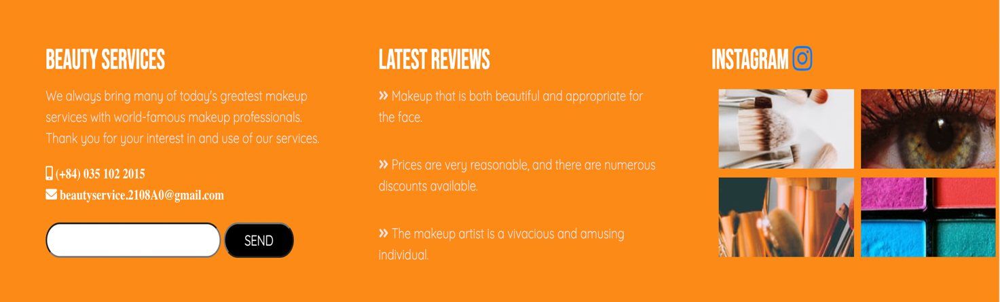 BEAUTY SERVICES
We always bring many of today's greatest makeup
services with world-famous makeup professionals.
Thank you for your interest in and use of our services.
(+84) 035 102 2015
beautyservice.2108A0@gmail.com
SEND
LATEST REVIEWS
» Makeup that is both beautiful and appropriate for
the face.
» Prices are very reasonable, and there are numerous
discounts available.
» The makeup artist is a vivacious and amusing
individual.
INSTAGRAM